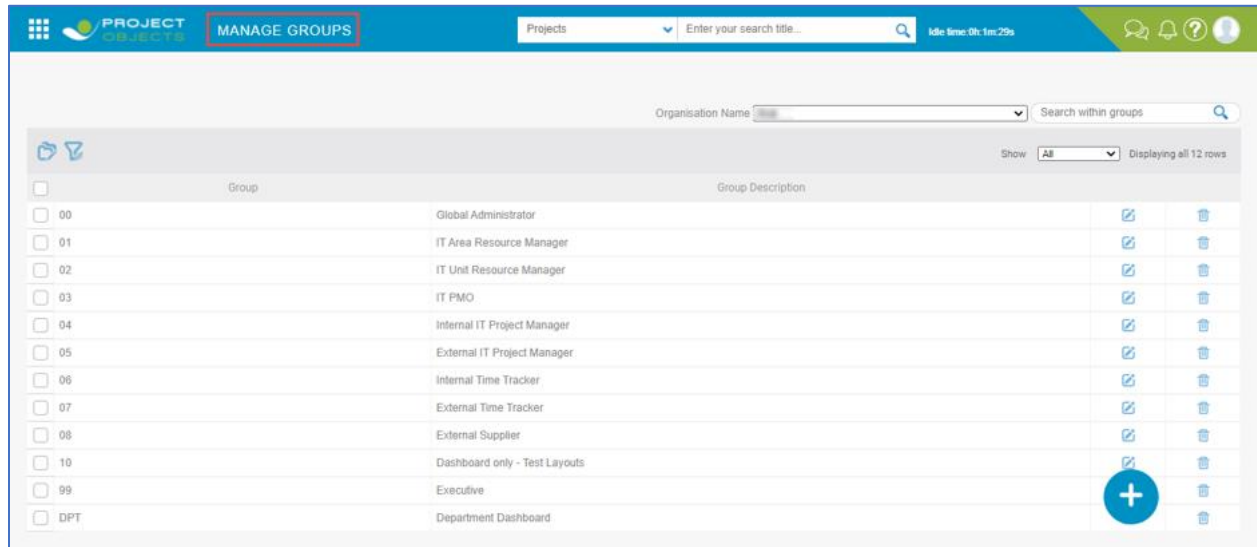 PROJECT OBJECTS MANAGE GROUPS Projects Enter your search title... Idle time:0h:1m:29s ?
Organisation Name Search within groups
Show All Displaying all 12 rows
Group Group Description
00 Global Administrator
01 IT Area Resource Manager
02 IT Unit Resource Manager
03 IT PMO
04 Internal IT Project Manager
05 External IT Project Manager
06 Internal Time Tracker
07 External Time Tracker
08 External Supplier
10 Dashboard only - Test Layouts
99 Executive
DPT Department Dashboard